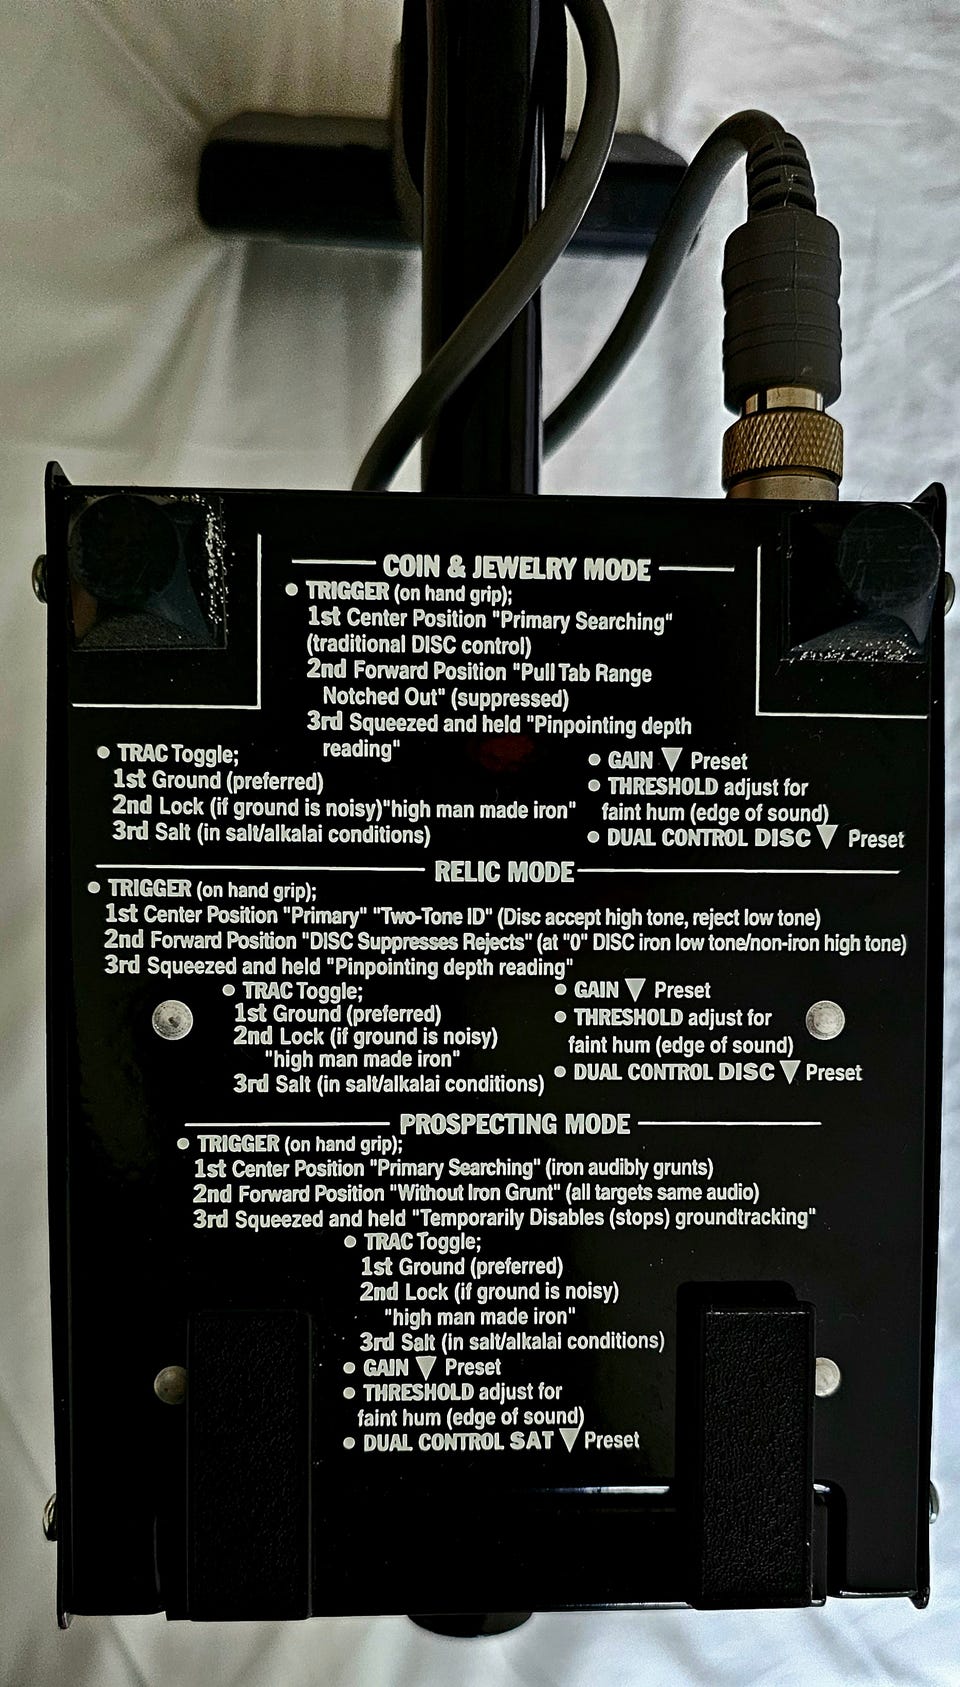 COIN & JEWELRY MODE
● TRIGGER (on hand grip);
1st Center Position "Primary Searching"
(traditional DISC control)
2nd Forward Position "Pull Tab Range
Notched Out" (suppressed)
3rd Squeezed and held "Pinpointing depth
reading"
● TRAC Toggle;
1st Ground (preferred)
2nd Lock (if ground is noisy)"high man made iron"
3rd Salt (in salt/alkalai conditions)
● GAIN ▼ Preset
● THRESHOLD adjust for
faint hum (edge of sound)
● DUAL CONTROL DISC ▼ Preset
RELIC MODE
● TRIGGER (on hand grip);
1st Center Position "Primary" "Two-Tone ID" (Disc accept high tone, reject low tone)
2nd Forward Position "DISC Suppresses Rejects" (at "0" DISC iron low tone/non-iron high tone)
3rd Squeezed and held "Pinpointing depth reading"
● TRAC Toggle;
1st Ground (preferred)
2nd Lock (if ground is noisy)
"high man made iron"
3rd Salt (in salt/alkalai conditions)
● GAIN ▼ Preset
● THRESHOLD adjust for
faint hum (edge of sound)
● DUAL CONTROL DISC ▼ Preset
PROSPECTING MODE
● TRIGGER (on hand grip);
1st Center Position "Primary Searching" (iron audibly grunts)
2nd Forward Position "Without Iron Grunt" (all targets same audio)
3rd Squeezed and held "Temporarily Disables (stops) groundtracking"
● TRAC Toggle;
1st Ground (preferred)
2nd Lock (if ground is noisy)
"high man made iron"
3rd Salt (in salt/alkalai conditions)
● GAIN ▼ Preset
● THRESHOLD adjust for
faint hum (edge of sound)
● DUAL CONTROL SAT ▼ Preset